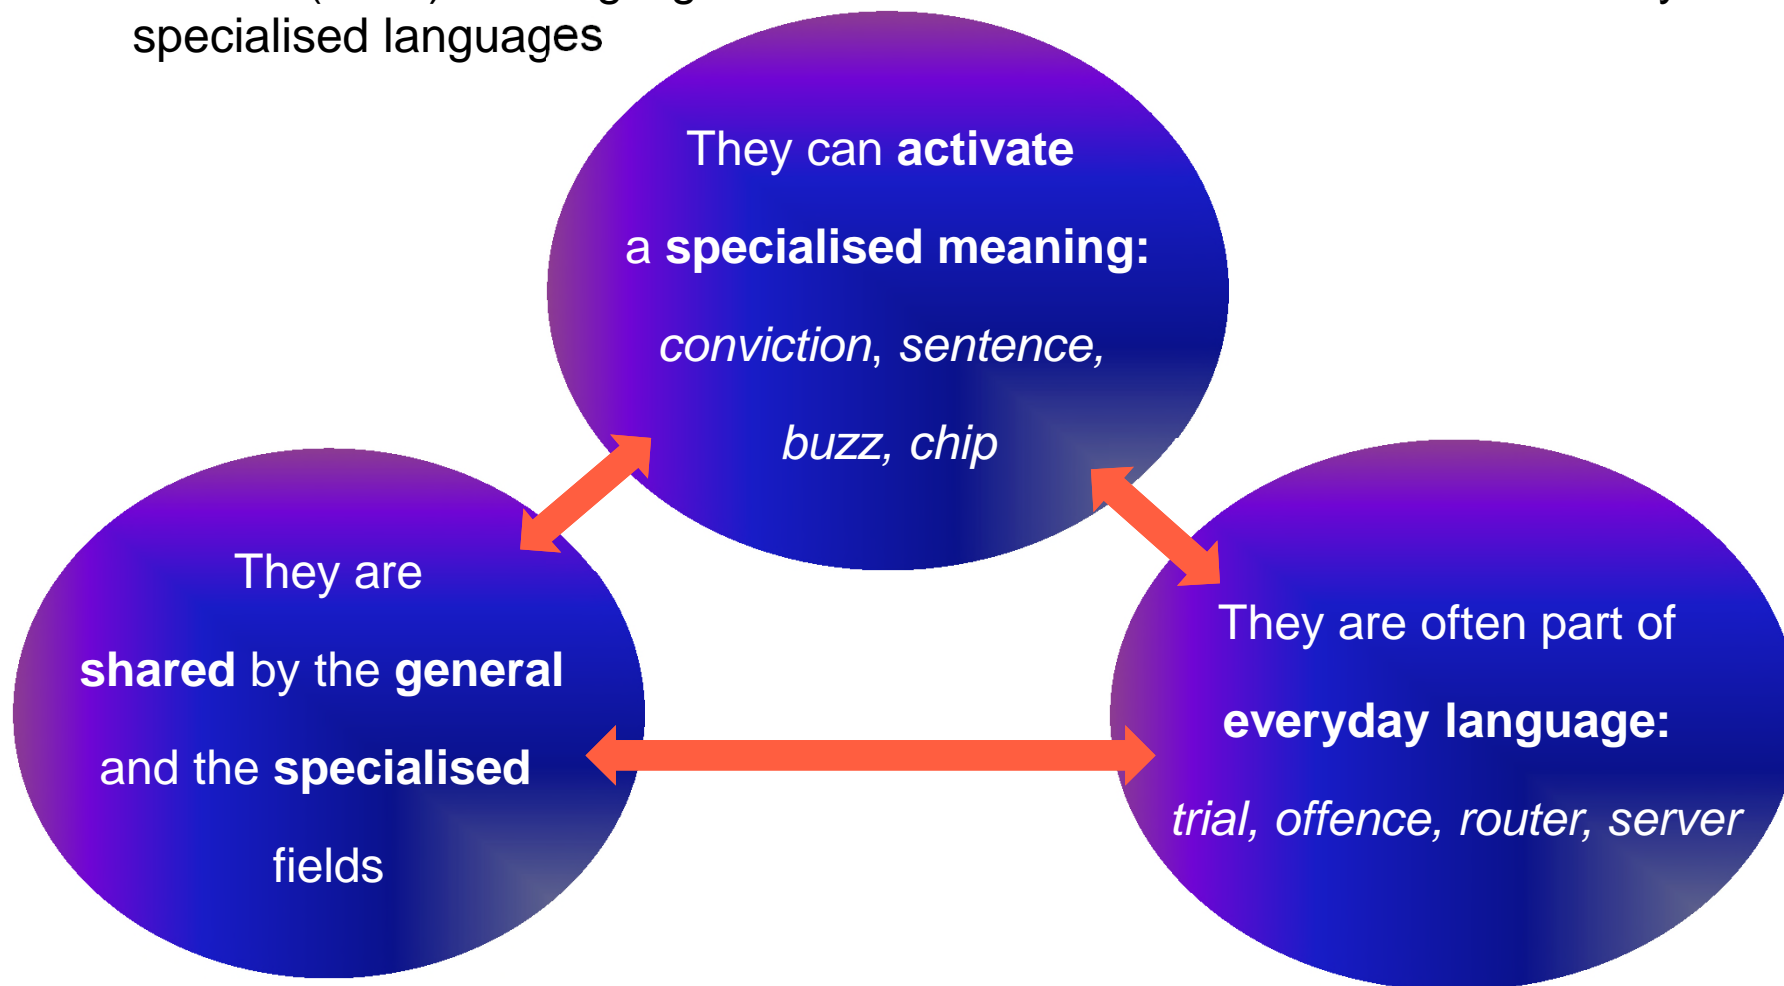 specialised languages
They can activate
a specialised meaning:
conviction, sentence,
buzz, chip
They are
shared by the general
and the specialised
fields
They are often part of
everyday language:
trial, offence, router, server